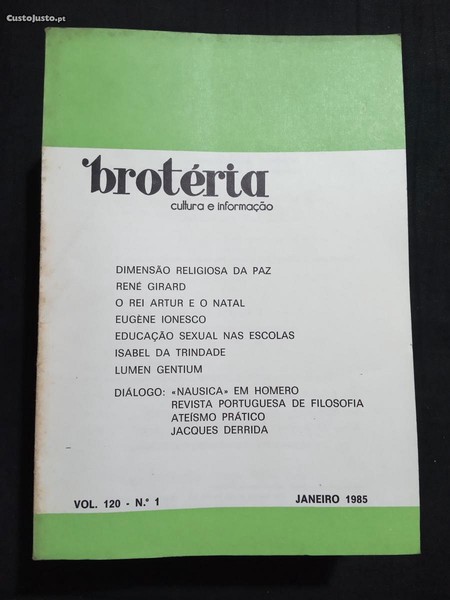 CustoJusto.pt
brotéria
cultura e informação
DIMENSÃO RELIGIOSA DA PAZ
RENÉ GIRARD
O REI ARTUR E O NATAL
EUGÈNE IONESCO
EDUCAÇÃO SEXUAL NAS ESCOLAS
ISABEL DA TRINDADE
LUMEN GENTIUM
DIÁLOGO: «NAUSICA» EM HOMERO
REVISTA PORTUGUESA DE FILOSOFIA
ATEÍSMO PRÁTICO
JACQUES DERRIDA
VOL. 120 - N.º 1 JANEIRO 1985